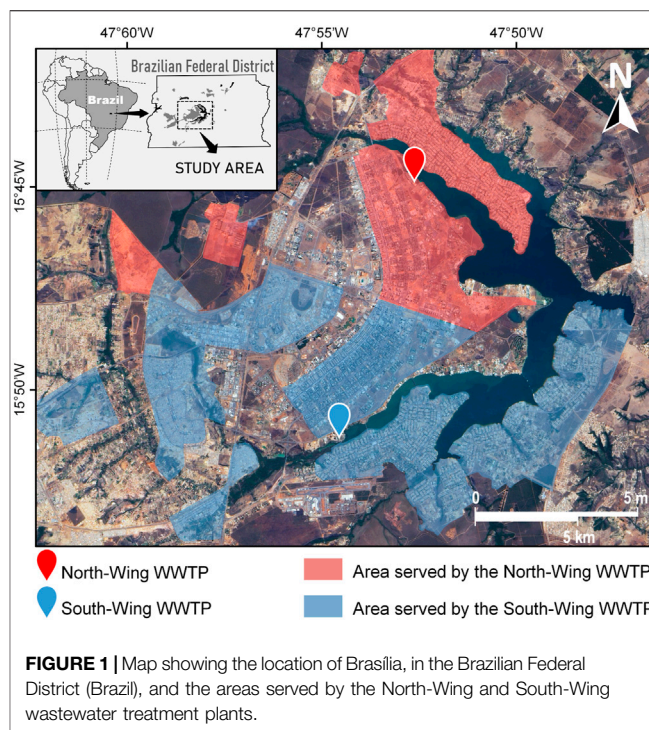 47°60'W 47°55'W 47°50'W
Brazilian Federal District
Brazil
STUDY AREA
N
15°45'W
15°50'W
0 5 m
5 km
North-Wing WWTP
Area served by the North-Wing WWTP
South-Wing WWTP
Area served by the South-Wing WWTP
FIGURE 1 | Map showing the location of Brasília, in the Brazilian Federal
District (Brazil), and the areas served by the North-Wing and South-Wing
wastewater treatment plants.